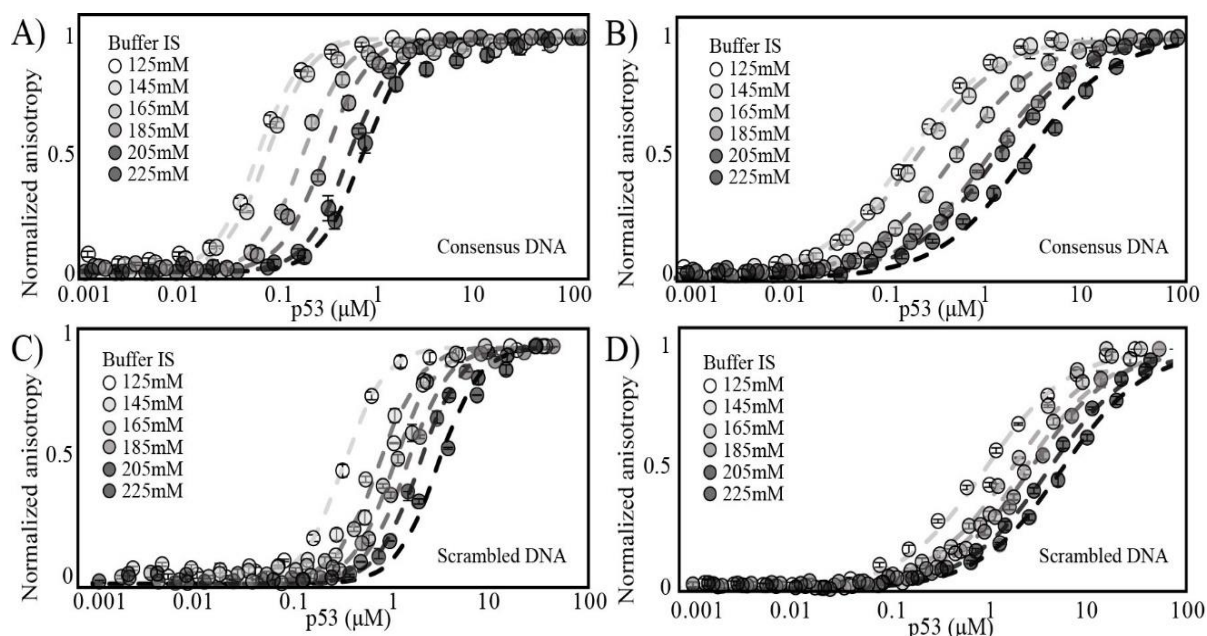 A)
Normalized anisotropy
1
0.5
0
Buffer IS
125mM
145mM
165mM
185mM
205mM
225mM
Consensus DNA
0.001 0.01 0.1 1 10 100
p53 (μM)
B)
Normalized anisotropy
1
0.5
0
Buffer IS
125mM
145mM
165mM
185mM
205mM
225mM
Consensus DNA
0.001 0.01 0.1 1 10 100
p53 (μM)
C)
Normalized anisotropy
1
0.5
0
Buffer IS
125mM
145mM
165mM
185mM
205mM
225mM
Scrambled DNA
0.001 0.01 0.1 1 10 100
p53 (μM)
D)
Normalized anisotropy
1
0.5
0
Buffer IS
125mM
145mM
165mM
185mM
205mM
225mM
Scrambled DNA
0.001 0.01 0.1 1 10 100
p53 (μM)